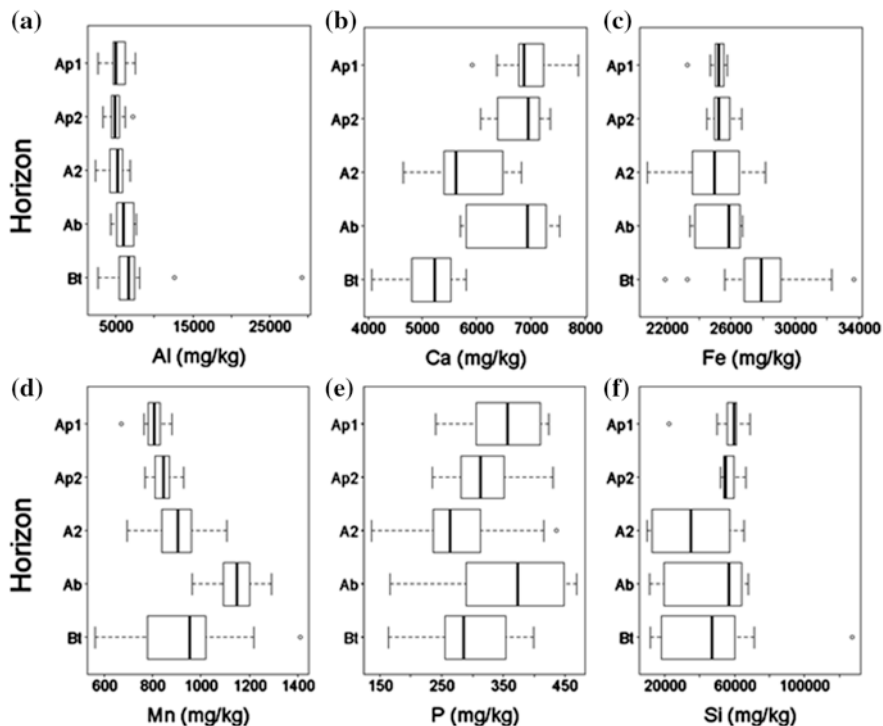 (a)
Ap1
Ap2
A2
Ab
Bt
Horizon
5000 15000 25000
Al (mg/kg)
(b)
Ap1
Ap2
A2
Ab
Bt
4000 5000 6000 7000 8000
Ca (mg/kg)
(c)
Ap1
Ap2
A2
Ab
Bt
22000 26000 30000 34000
Fe (mg/kg)
(d)
Ap1
Ap2
A2
Ab
Bt
Horizon
600 800 1000 1200 1400
Mn (mg/kg)
(e)
Ap1
Ap2
A2
Ab
Bt
150 250 350 450
P (mg/kg)
(f)
Ap1
Ap2
A2
Ab
Bt
20000 60000 100000
Si (mg/kg)